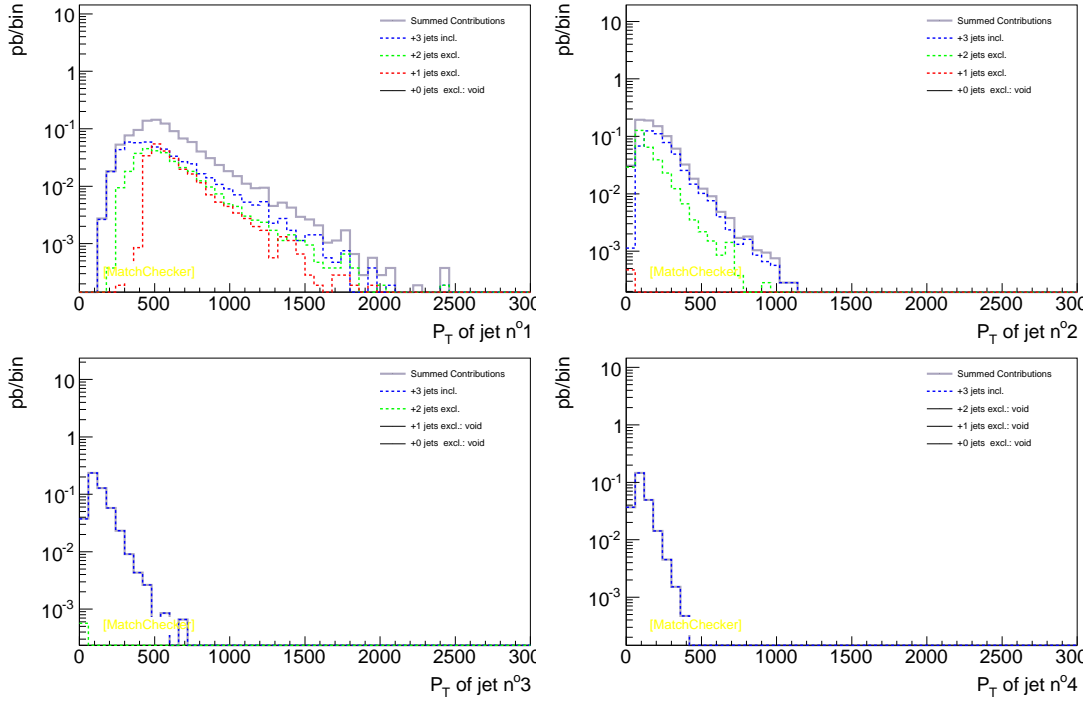 pb/bin
10
1
10^-1
10^-2
10^-3
Summed Contributions
+3 jets incl.
+2 jets excl.
+1 jets excl.
+0 jets excl.: void
[MatchChecker]
0 500 1000 1500 2000 2500 300
P_T of jet n^o1
pb/bin
10
1
10^-1
10^-2
10^-3
Summed Contributions
+3 jets incl.
+2 jets excl.
+1 jets excl.
+0 jets excl.: void
[MatchChecker]
0 500 1000 1500 2000 2500 3000
P_T of jet n^o2
pb/bin
10
1
10^-1
10^-2
10^-3
Summed Contributions
+3 jets incl.
+2 jets excl.
+1 jets excl.: void
+0 jets excl.: void
[MatchChecker]
0 500 1000 1500 2000 2500 300
P_T of jet n^o3
pb/bin
10
1
10^-1
10^-2
10^-3
Summed Contributions
+3 jets incl.
+2 jets excl.: void
+1 jets excl.: void
+0 jets excl.: void
[MatchChecker]
0 500 1000 1500 2000 2500 3000
P_T of jet n^o4